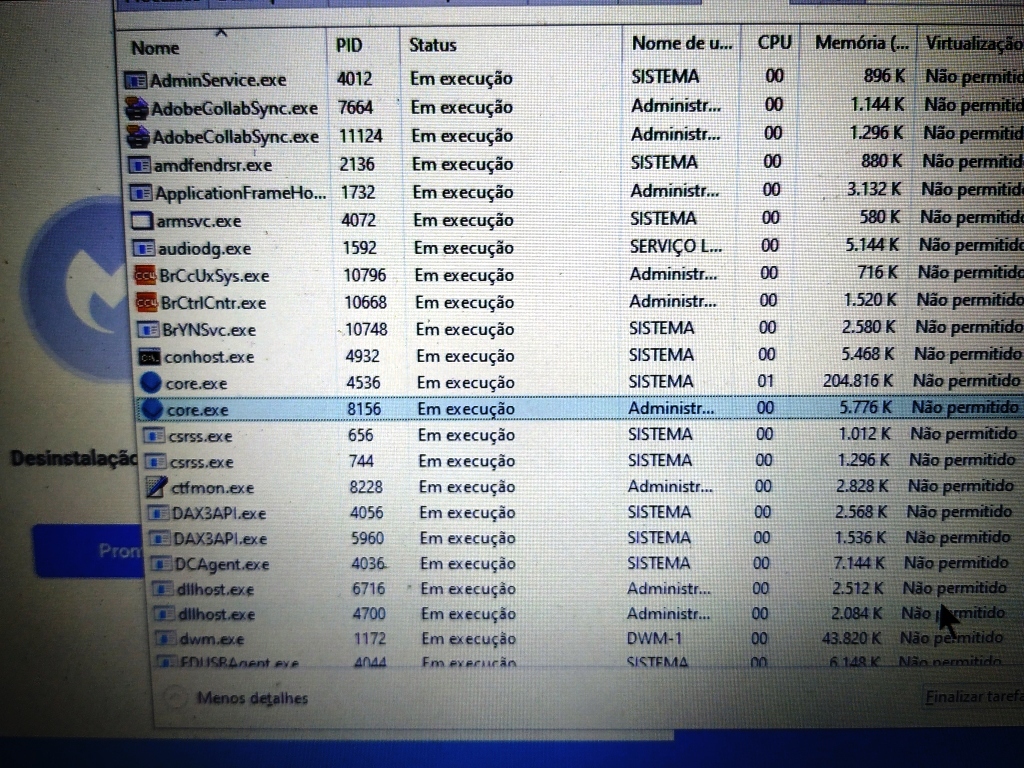 Nome PID Status Nome de u... CPU Memória (... Virtualização
AdminService.exe 4012 Em execução SISTEMA 00 896 K Não permitido
AdobeCollabSync.exe 7664 Em execução Administr... 00 1.144 K Não permitido
AdobeCollabSync.exe 11124 Em execução Administr... 00 1.296 K Não permitid
amdfendrsr.exe 2136 Em execução SISTEMA 00 880 K Não permitid
ApplicationFrameHo... 1732 Em execução Administr... 00 3.132 K Não permitid
armsvc.exe 4072 Em execução SISTEMA 00 580 K Não permitid
audiodg.exe 1592 Em execução SERVIÇO L... 00 5.144 K Não permitido
BrCcUxSys.exe 10796 Em execução Administr... 00 716 K Não permitido
BrCtrlCntr.exe 10668 Em execução Administr... 00 1.520 K Não permitido
BrYNSvc.exe 10748 Em execução SISTEMA 00 2.580 K Não permitido
conhost.exe 4932 Em execução SISTEMA 00 5.468 K Não permitido
core.exe 4536 Em execução SISTEMA 01 204.816 K Não permitido
core.exe 8156 Em execução Administr... 00 5.776 K Não permitido
csrss.exe 656 Em execução SISTEMA 00 1.012 K Não permitido
csrss.exe 744 Em execução SISTEMA 00 1.296 K Não permitido
ctfmon.exe 8228 Em execução Administr... 00 2.828 K Não permitido
DAX3API.exe 4056 Em execução SISTEMA 00 2.568 K Não permitido
DAX3API.exe 5960 Em execução SISTEMA 00 1.536 K Não permitido
DCAgent.exe 4036 Em execução SISTEMA 00 7.144 K Não permitido
dllhost.exe 6716 Em execução Administr... 00 2.512 K Não permitido
dllhost.exe 4700 Em execução Administr... 00 2.084 K Não permitido
dwm.exe 1172 Em execução DWM-1 00 43.820 K Não permitido
EDUSRAgent.exe 4044 Em execução SISTEMA 00 6.148 K Não permitido
Menos detalhes
Finalizar tarefa
Desinstalação
Pron